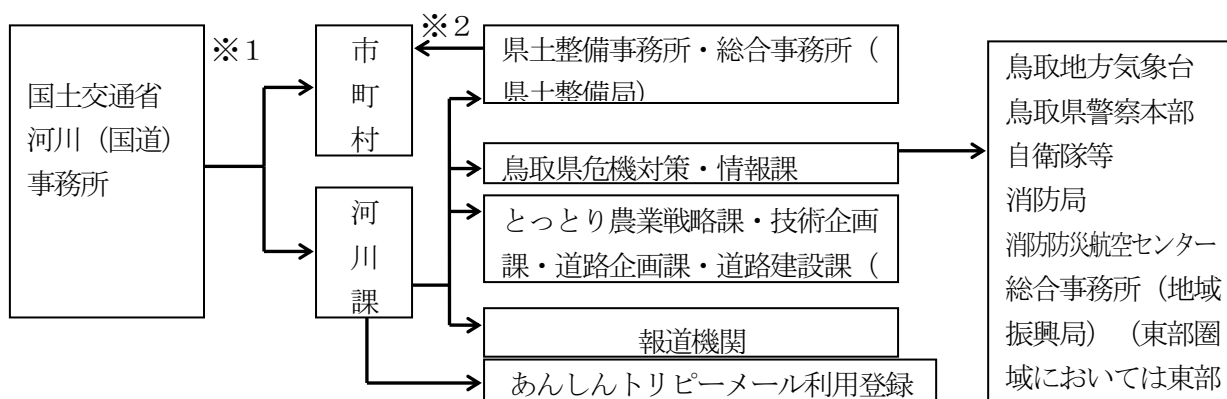 国土交通省
河川（国道）
事務所
※１
市
町
村
※２
県土整備事務所・総合事務所（
県土整備局）
鳥取県危機対策・情報課
河
川
課
とっとり農業戦略課・技術企画
課・道路企画課・道路建設課（
報道機関
あんしんトリピーメール利用登録
鳥取地方気象台
鳥取県警察本部
自衛隊等
消防局
消防防災航空センター
総合事務所（地域
振興局）（東部圏
域においては東部